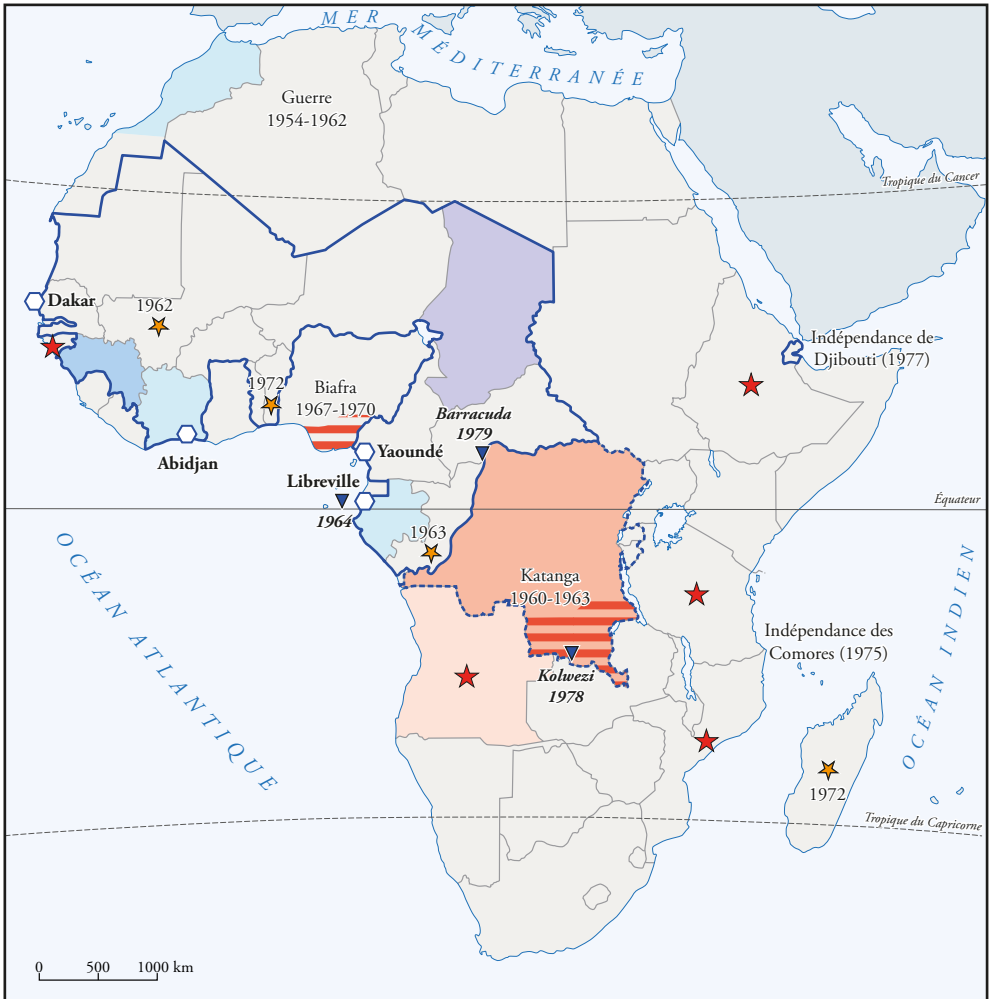 MER
MÉDITERRANÉE
Guerre
1954-1962
Tropique du Cancer
Dakar
1962
Indépendance de
Djibouti (1977)
1972
Biafra
1967-1970
Barracuda
1979
Abidjan
Yaoundé
Libreville
1964
Équateur
1963
OCÉAN ATLANTIQUE
OCÉAN INDIEN
Katanga
1960-1963
Indépendance des
Comores (1975)
Kolwezi
1978
1972
Tropique du Capricorne
0 500 1000 km